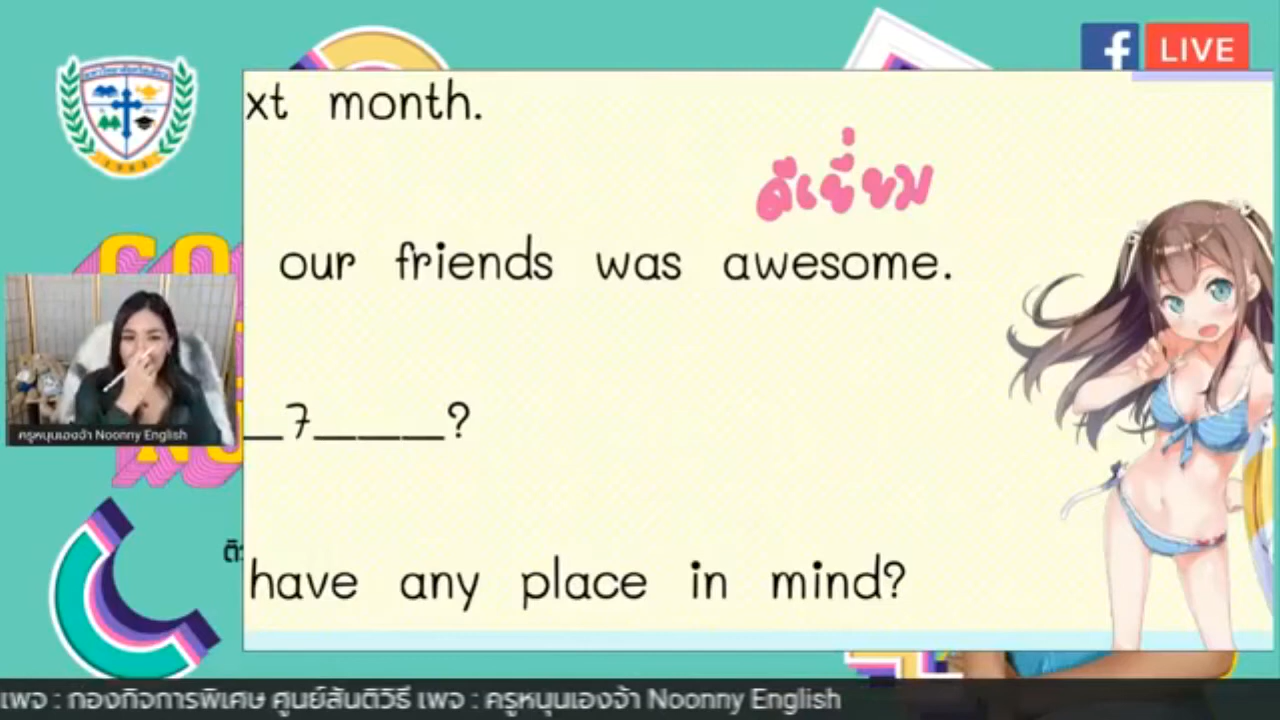 LIVE
xt month.
ดีเยี่ยม
our friends was awesome.
7 ?
ครูหนุนเองจ้า Noonny English
have any place in mind?
เพจ : กองกิจการพิเศษ ศูนย์สันติวิธี เพจ : ครูหนุนเองจ้า Noonny English